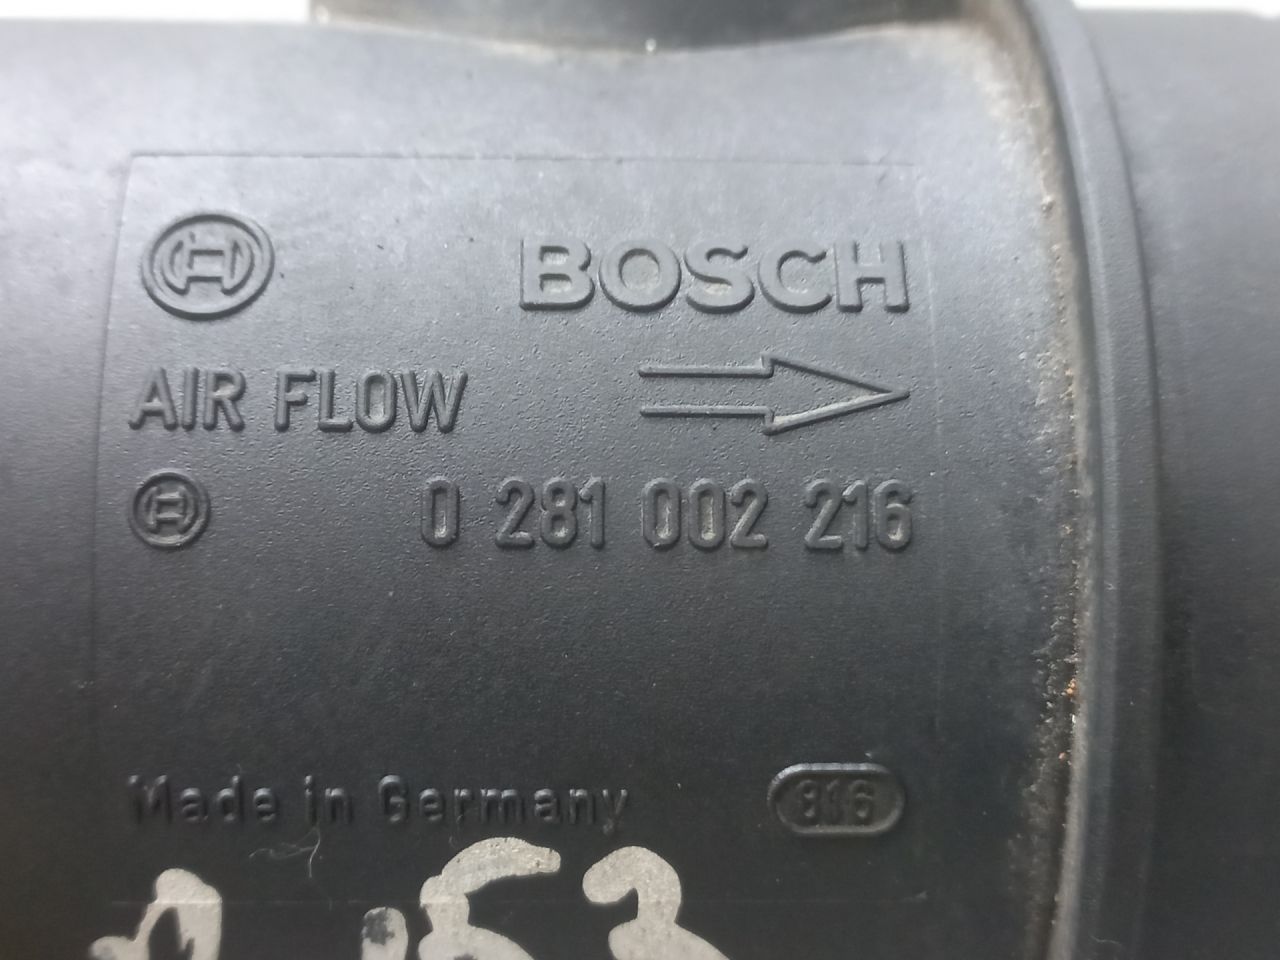 BOSCH
AIR FLOW
0 281 002 216
Made in Germany 816